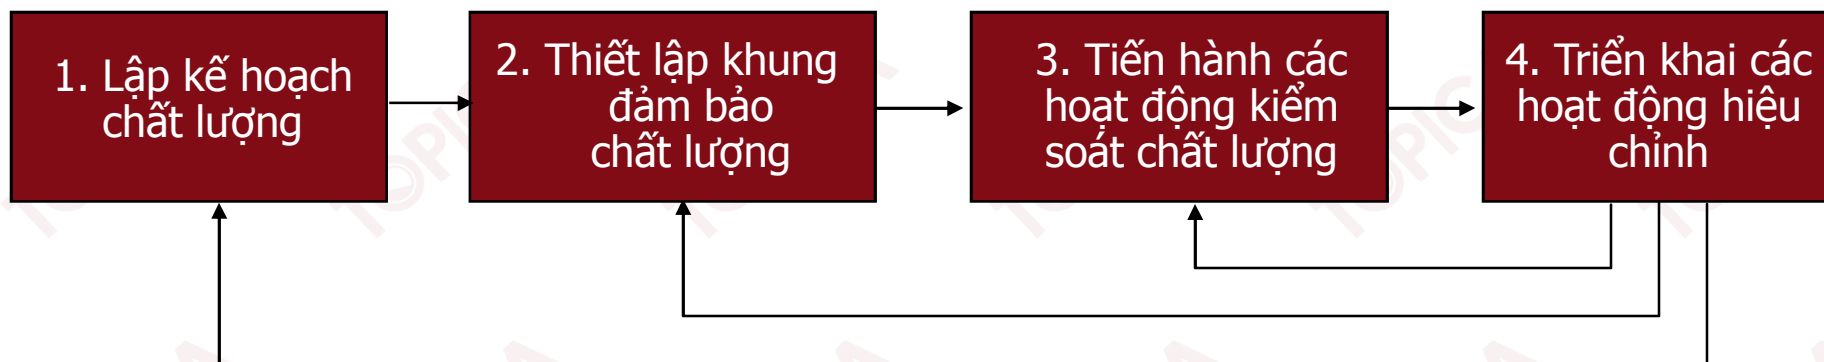 1. Lập kế hoạch
chất lượng
2. Thiết lập khung
đảm bảo
chất lượng
3. Tiến hành các
hoạt động kiểm
soát chất lượng
4. Triển khai các
hoạt động hiệu
chỉnh